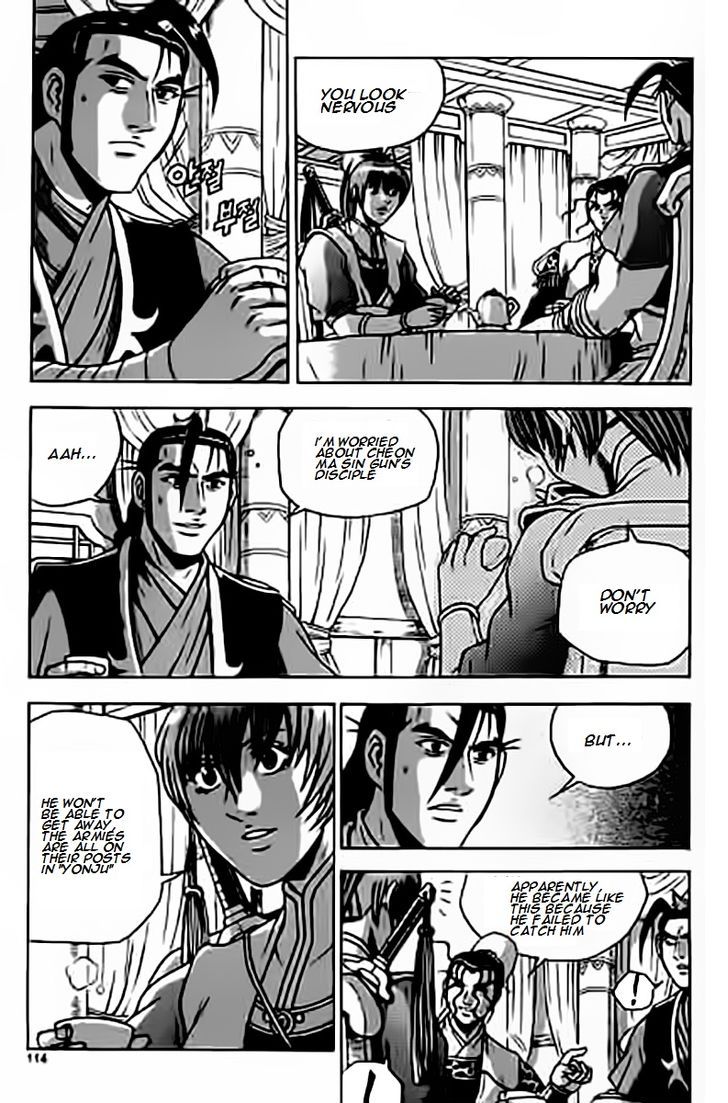 안절
부절
YOU LOOK
NERVOUS
AAH...
I'M WORRIED
ABOUT CHEON
MA SIN GUN'S
DISCIPLE
DON'T
WORRY
HE WON'T
BE ABLE TO
GET AWAY
THE ARMIES
ARE ALL ON
THEIR POSTS
IN "YONJU"
BUT...
APPARENTLY,
HE BECAME LIKE
THIS BECAUSE
HE FAILED TO
CATCH HIM
!
!
114